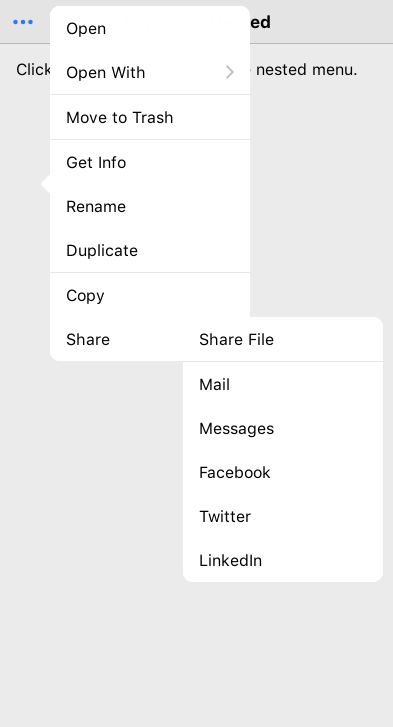 ed
Click
nested menu.
Open
Open With
Move to Trash
Get Info
Rename
Duplicate
Copy
Share
Share File
Mail
Messages
Facebook
Twitter
LinkedIn